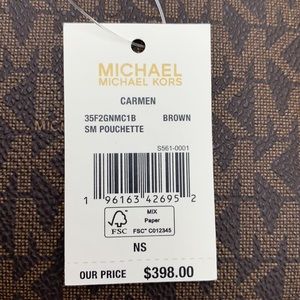 MICHAEL
MICHAEL KORS
CARMEN
35F2GNMC1B BROWN
SM POUCHETTE
S561-0001
1 96163 42695 2
FSC
MIX
Paper
FSC® C012345
NS
OUR PRICE $398.00